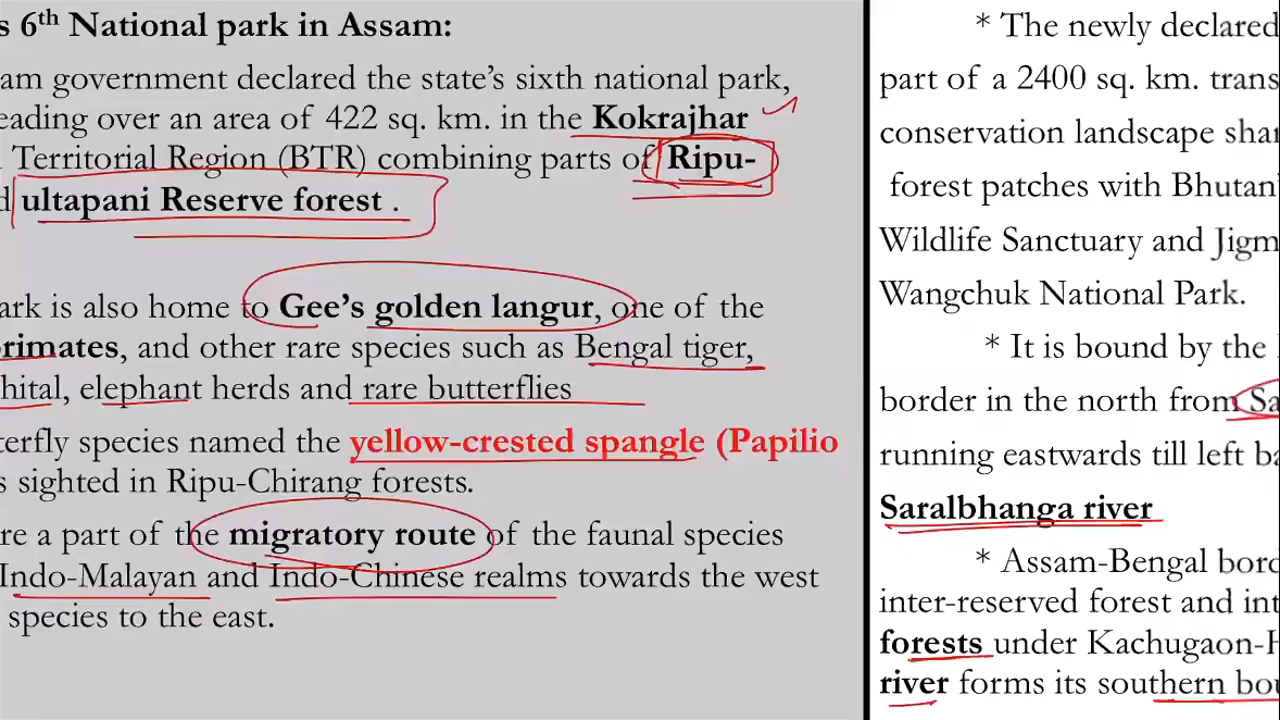 s 6th National park in Assam:
am government declared the state's sixth national park,
eading over an area of 422 sq. km. in the Kokrajhar
Territorial Region (BTR) combining parts of Ripu-
d ultapani Reserve forest .
ark is also home to Gee's golden langur, one of the
primates, and other rare species such as Bengal tiger,
hital, elephant herds and rare butterflies
terfly species named the yellow-crested spangle (Papilio
s sighted in Ripu-Chirang forests.
re a part of the migratory route of the faunal species
Indo-Malayan and Indo-Chinese realms towards the west
species to the east.
* The newly declared
part of a 2400 sq. km. trans
conservation landscape shar
forest patches with Bhutan'
Wildlife Sanctuary and Jigm
Wangchuk National Park.
* It is bound by the
border in the north from Sa
running eastwards till left ba
Saralbhanga river
* Assam-Bengal bord
inter-reserved forest and int
forests under Kachugaon-H
river forms its southern bou